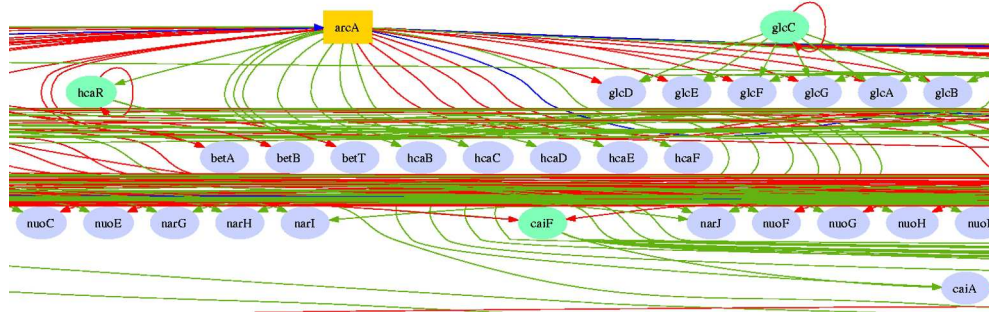 arcA glcC
hcaR glcD glcE glcF glcG glcA glcB
betA betB betT hcaB hcaC hcaD hcaE hcaF
nuoC nuoE narG narH narI caiF narJ nuoF nuoG nuoH
caiA